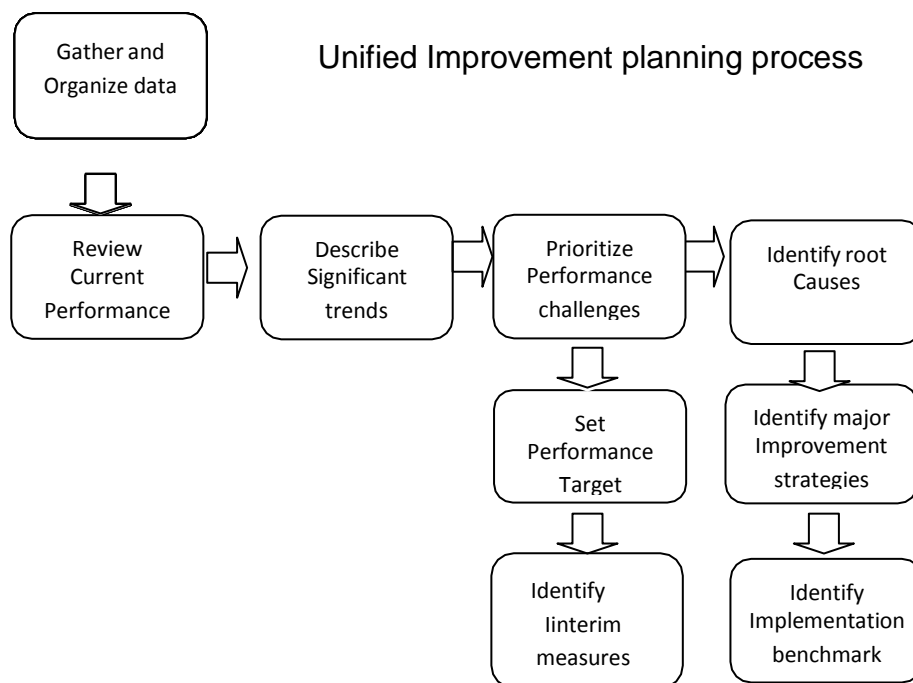 Gather and
Organize data
Unified Improvement planning process
Review
Current
Performance
Describe
Significant
trends
Prioritize
Performance
challenges
Identify root
Causes
Set
Performance
Target
Identify major
Improvement
strategies
Identify
Iinterim
measures
Identify
Implementation
benchmark